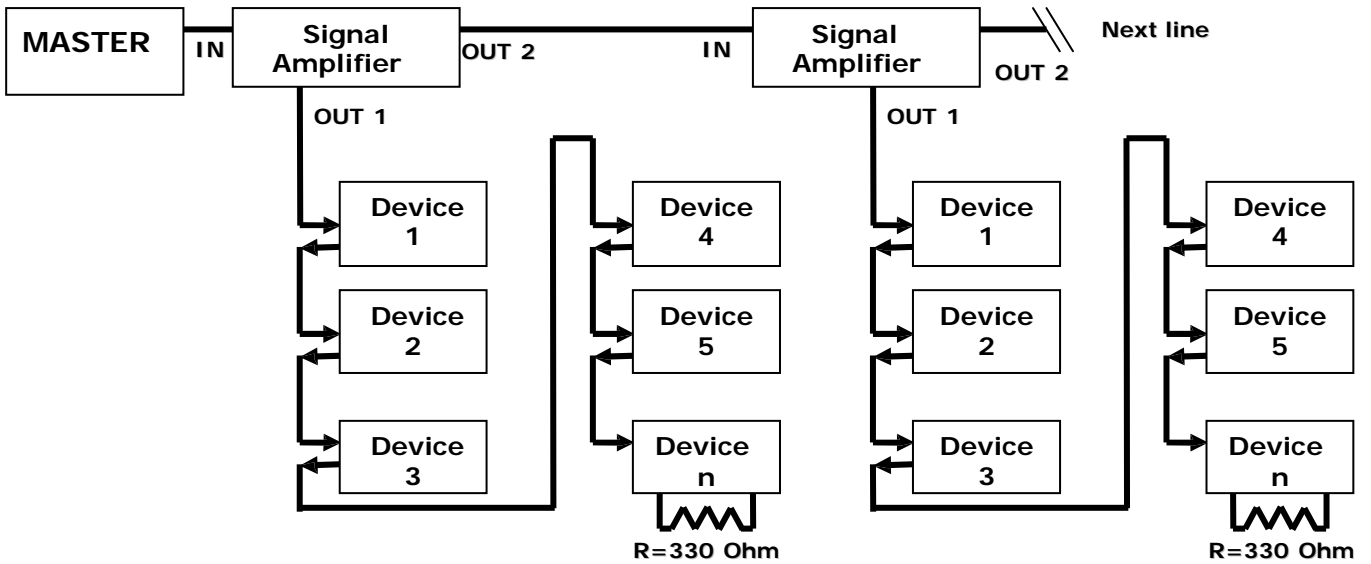 MASTER
IN
Signal
Amplifier
OUT 2
IN
Signal
Amplifier
OUT 2
Next line
OUT 1
OUT 1
Device
1
Device
2
Device
3
Device
4
Device
5
Device
n
R=330 Ohm
Device
1
Device
2
Device
3
Device
4
Device
5
Device
n
R=330 Ohm